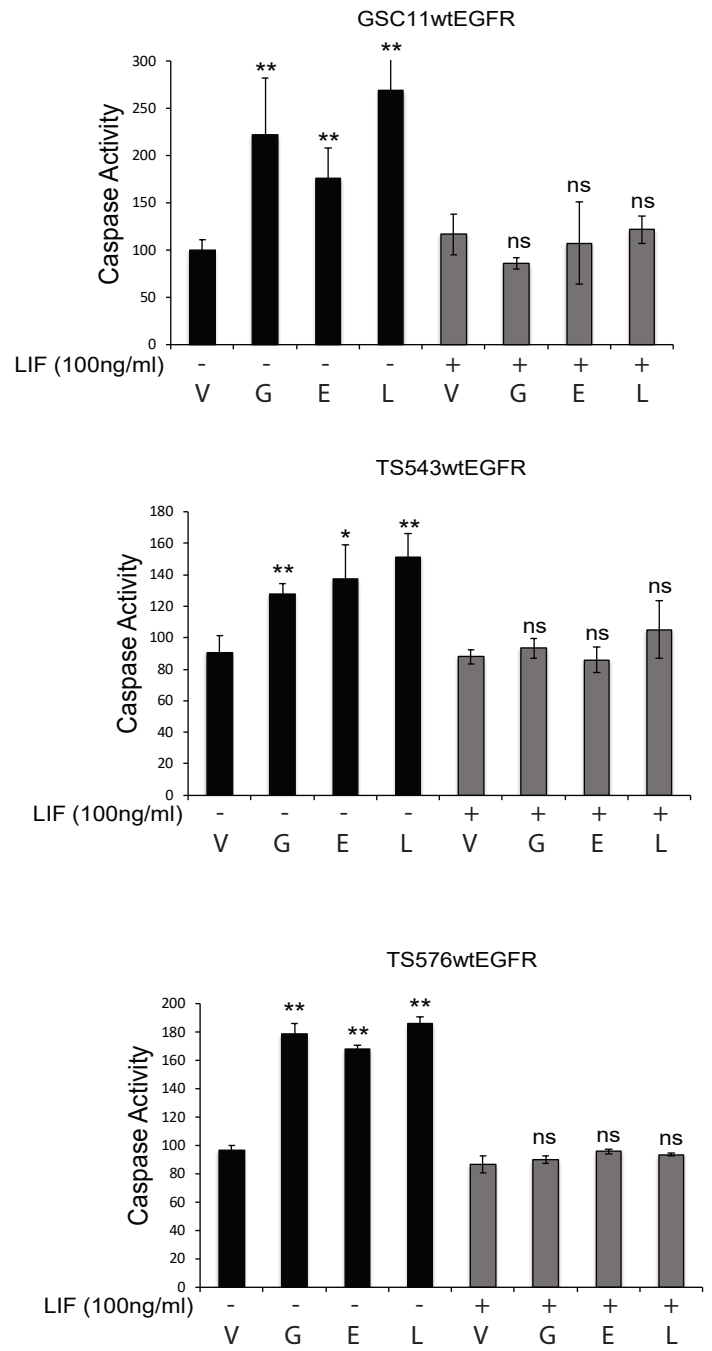 GSC11wtEGFR
Caspase Activity
300
250
200
150
100
50
0
** ** ** ns ns ns
LIF (100ng/ml) - - - - + + + +
V G E L V G E L
TS543wtEGFR
Caspase Activity
180
160
140
120
100
80
60
40
20
0
** * ** ns ns ns
LIF (100ng/ml) - - - - + + + +
V G E L V G E L
TS576wtEGFR
Caspase Activity
200
180
160
140
120
100
80
60
40
20
0
** ** ** ns ns ns
LIF (100ng/ml) - - - - + + + +
V G E L V G E L